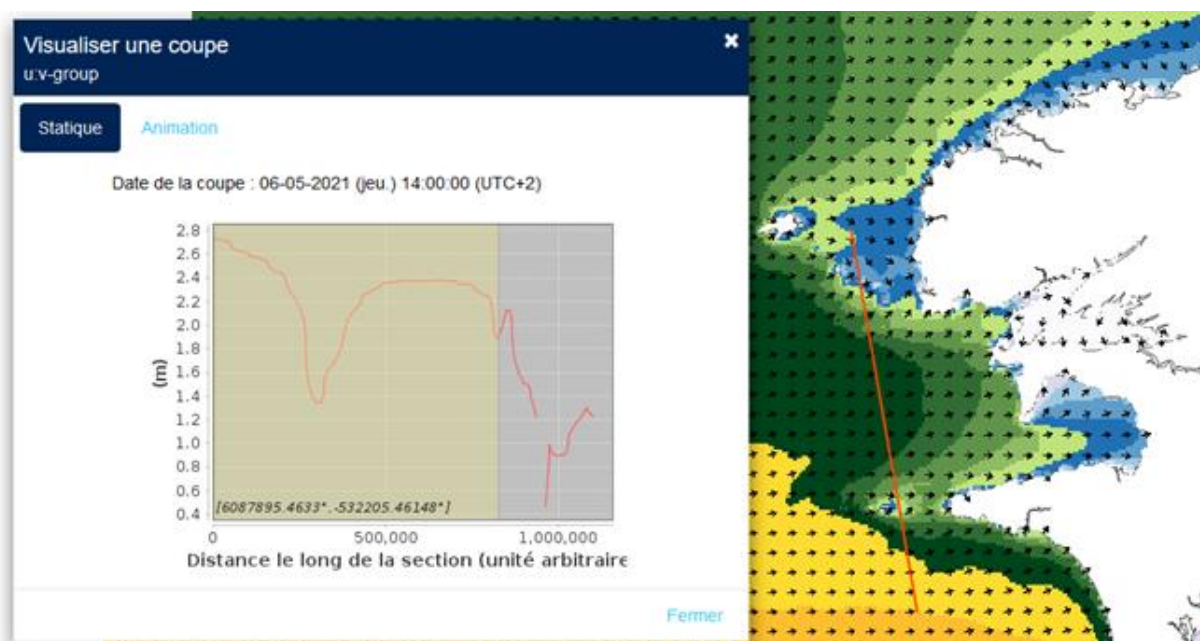 Visualiser une coupe
u:v-group
Statique
Animation
Date de la coupe : 06-05-2021 (jeu.) 14:00:00 (UTC+2)
2.8
2.6
2.4
2.2
2.0
1.8
1.6
1.4
1.2
1.0
0.8
0.6
0.4
(m)
[6087895.4633°, -532205.46148°]
0
500,000
1,000,000
Distance le long de la section (unité arbitraire
Fermer